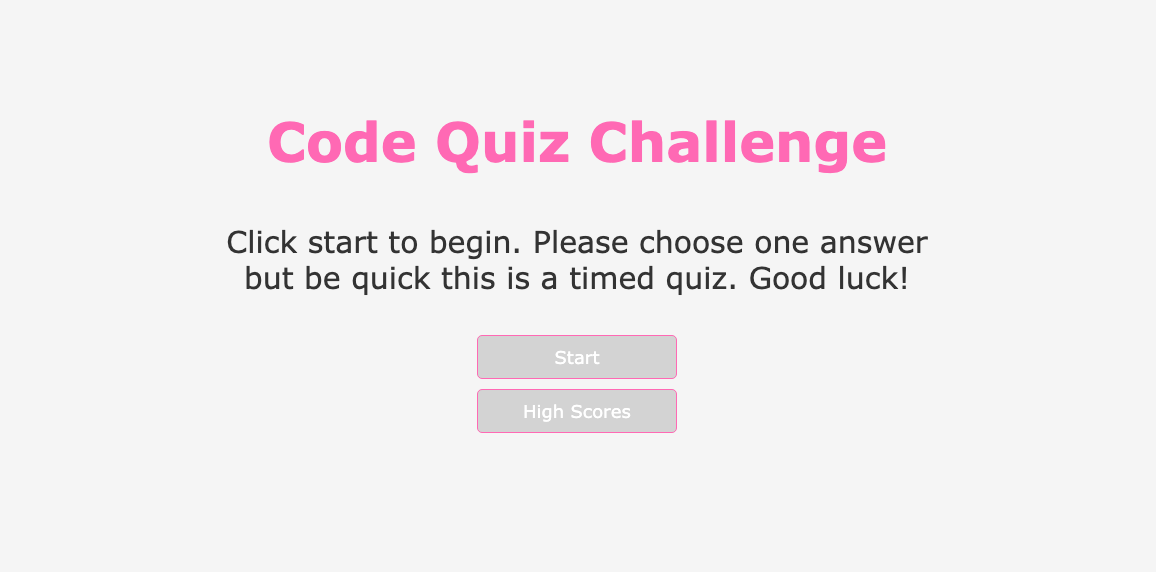 Code Quiz Challenge
Click start to begin. Please choose one answer
but be quick this is a timed quiz. Good luck!
Start
High Scores